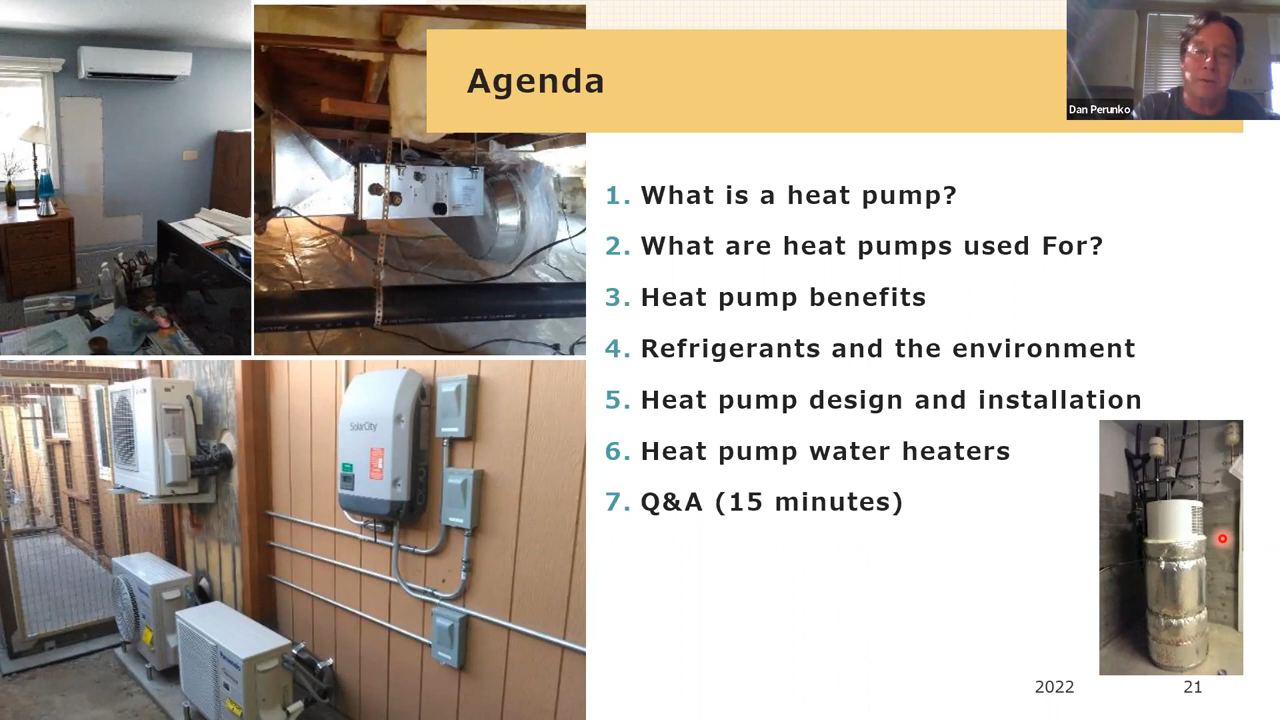 Agenda
Dan Perunko
1. What is a heat pump?
2. What are heat pumps used For?
3. Heat pump benefits
4. Refrigerants and the environment
5. Heat pump design and installation
6. Heat pump water heaters
7. Q&A (15 minutes)
SolarCity
2022
21